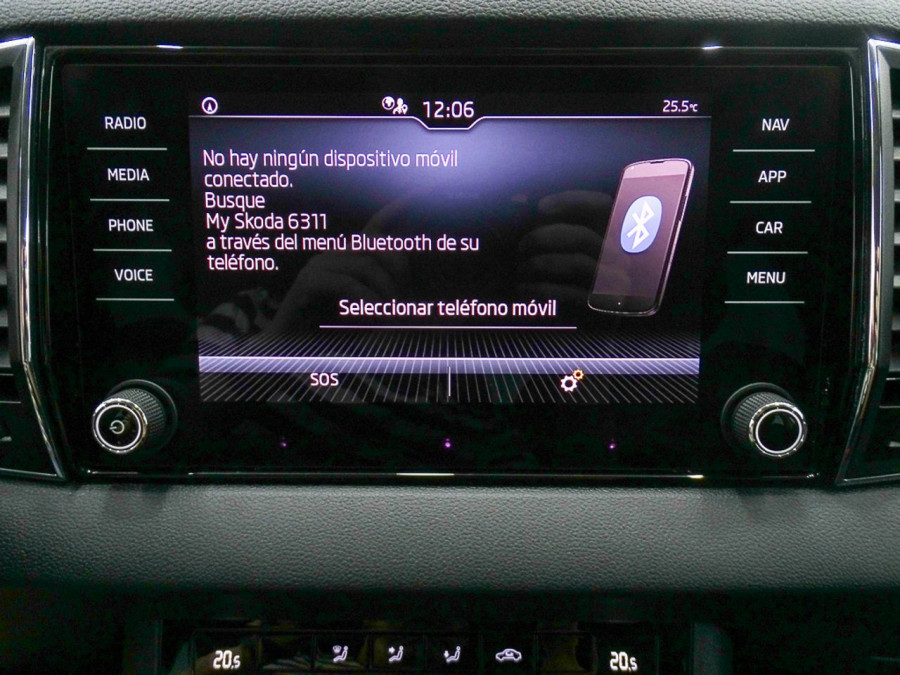 12:06
25.5°C
RADIO
MEDIA
PHONE
VOICE
No hay ningún dispositivo móvil
conectado.
Busque
My Skoda 6311
a través del menú Bluetooth de su
teléfono.
Seleccionar teléfono móvil
SOS
NAV
APP
CAR
MENU
20.5
20.5